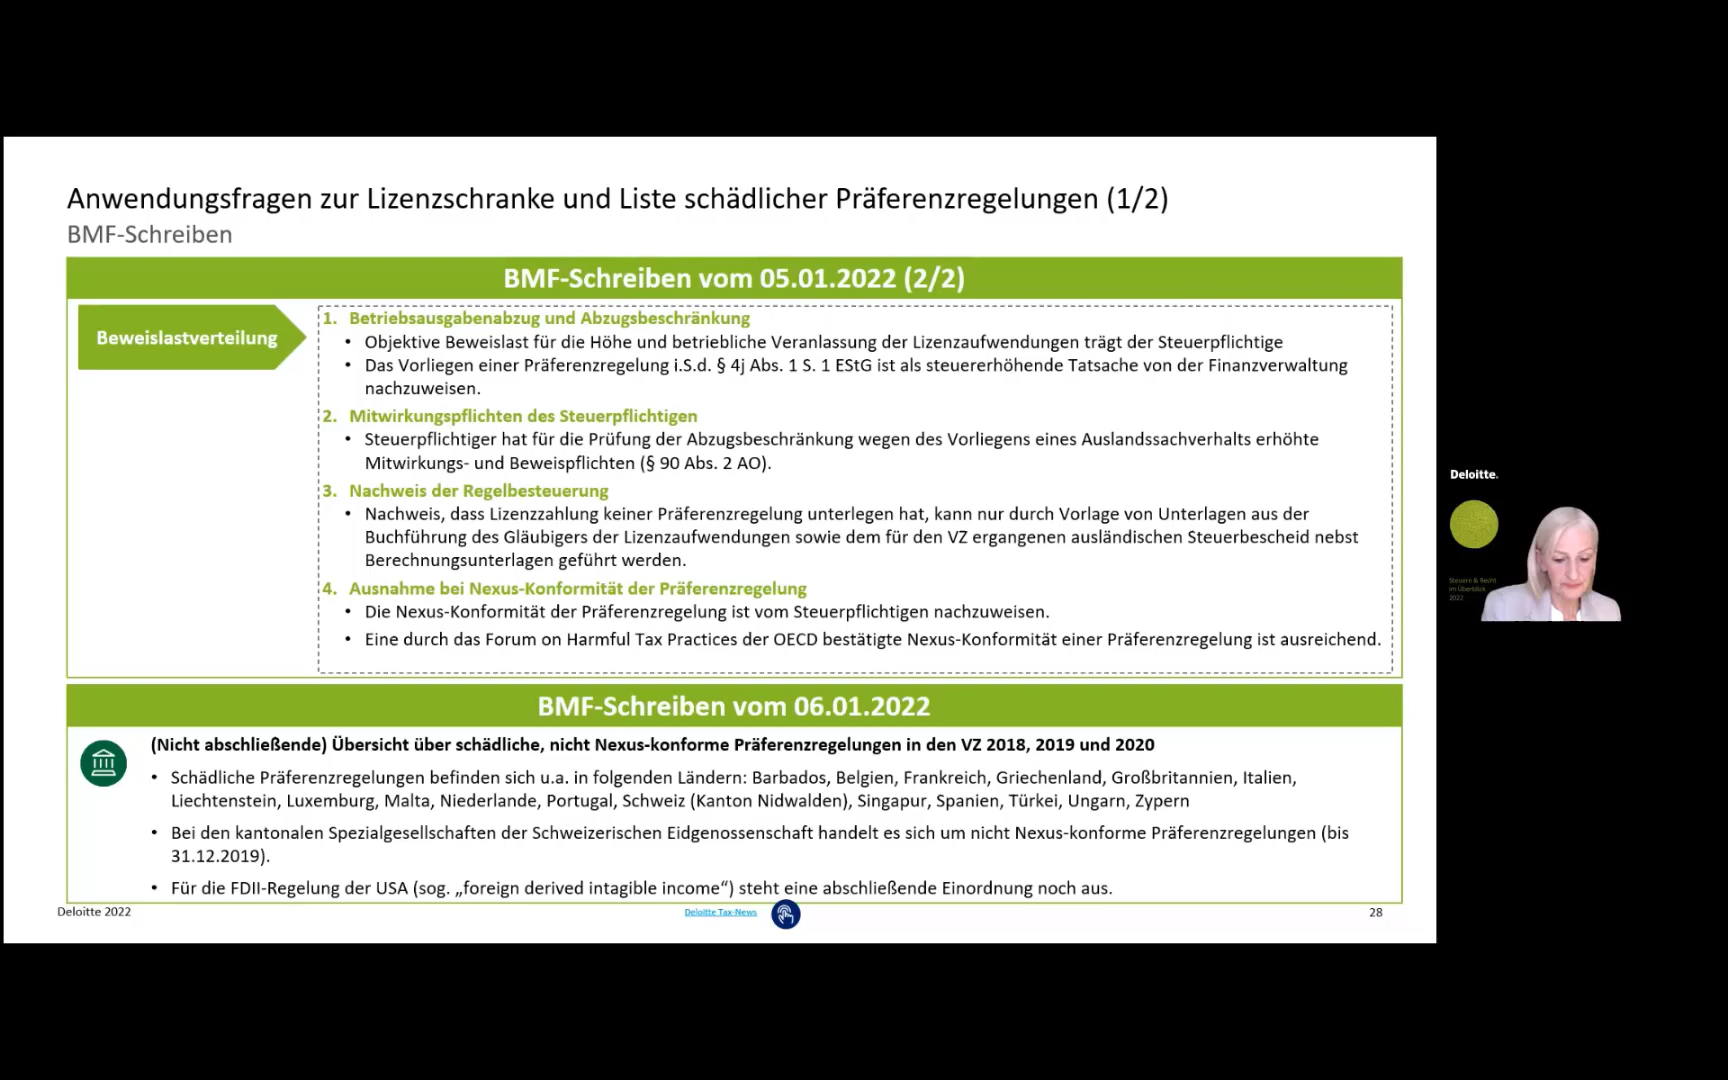 Anwendungsfragen zur Lizenzschranke und Liste schädlicher Präferenzregelungen (1/2)
BMF-Schreiben
BMF-Schreiben vom 05.01.2022 (2/2)
Beweislastverteilung
1. Betriebsausgabenabzug und Abzugsbeschränkung
• Objektive Beweislast für die Höhe und betriebliche Veranlassung der Lizenzaufwendungen trägt der Steuerpflichtige
• Das Vorliegen einer Präferenzregelung i.S.d. § 4j Abs. 1 S. 1 EStG ist als steuererhöhende Tatsache von der Finanzverwaltung
nachzuweisen.
2. Mitwirkungspflichten des Steuerpflichtigen
• Steuerpflichtiger hat für die Prüfung der Abzugsbeschränkung wegen des Vorliegens eines Auslandssachverhalts erhöhte
Mitwirkungs- und Beweispflichten (§ 90 Abs. 2 AO).
3. Nachweis der Regelbesteuerung
• Nachweis, dass Lizenzzahlung keiner Präferenzregelung unterlegen hat, kann nur durch Vorlage von Unterlagen aus der
Buchführung des Gläubigers der Lizenzaufwendungen sowie dem für den VZ ergangenen ausländischen Steuerbescheid nebst
Berechnungsunterlagen geführt werden.
4. Ausnahme bei Nexus-Konformität der Präferenzregelung
• Die Nexus-Konformität der Präferenzregelung ist vom Steuerpflichtigen nachzuweisen.
• Eine durch das Forum on Harmful Tax Practices der OECD bestätigte Nexus-Konformität einer Präferenzregelung ist ausreichend.
BMF-Schreiben vom 06.01.2022
(Nicht abschließende) Übersicht über schädliche, nicht Nexus-konforme Präferenzregelungen in den VZ 2018, 2019 und 2020
• Schädliche Präferenzregelungen befinden sich u.a. in folgenden Ländern: Barbados, Belgien, Frankreich, Griechenland, Großbritannien, Italien,
Liechtenstein, Luxemburg, Malta, Niederlande, Portugal, Schweiz (Kanton Nidwalden), Singapur, Spanien, Türkei, Ungarn, Zypern
• Bei den kantonalen Spezialgesellschaften der Schweizerischen Eidgenossenschaft handelt es sich um nicht Nexus-konforme Präferenzregelungen (bis
31.12.2019).
• Für die FDII-Regelung der USA (sog. „foreign derived intagible income“) steht eine abschließende Einordnung noch aus.
Deloitte 2022
Deloitte Tax-News
28
Deloitte.
Steuern & Recht
im Überblick
2022